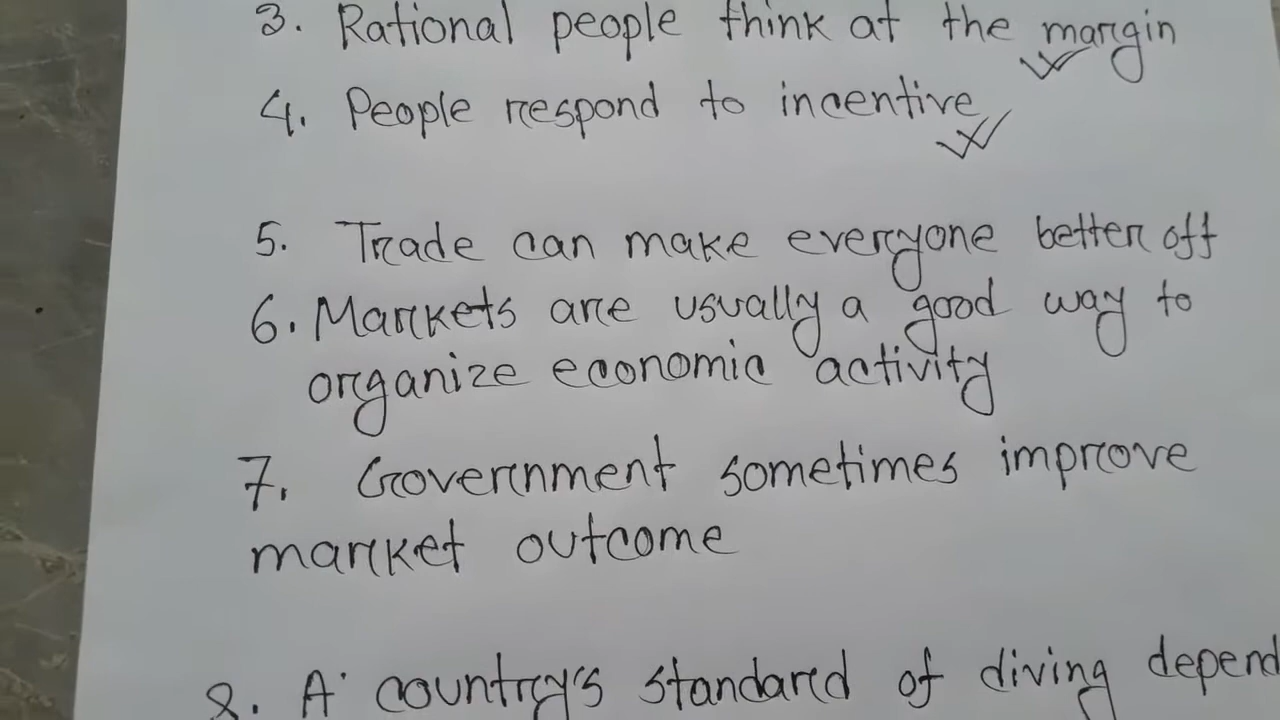 3. Rational people think at the margin
4. People respond to incentive
5. Trade can make everyone better off
6. Markets are usually a good way to
organize economic activity
7. Government sometimes improve
market outcome
8. A country's standard of diving depend